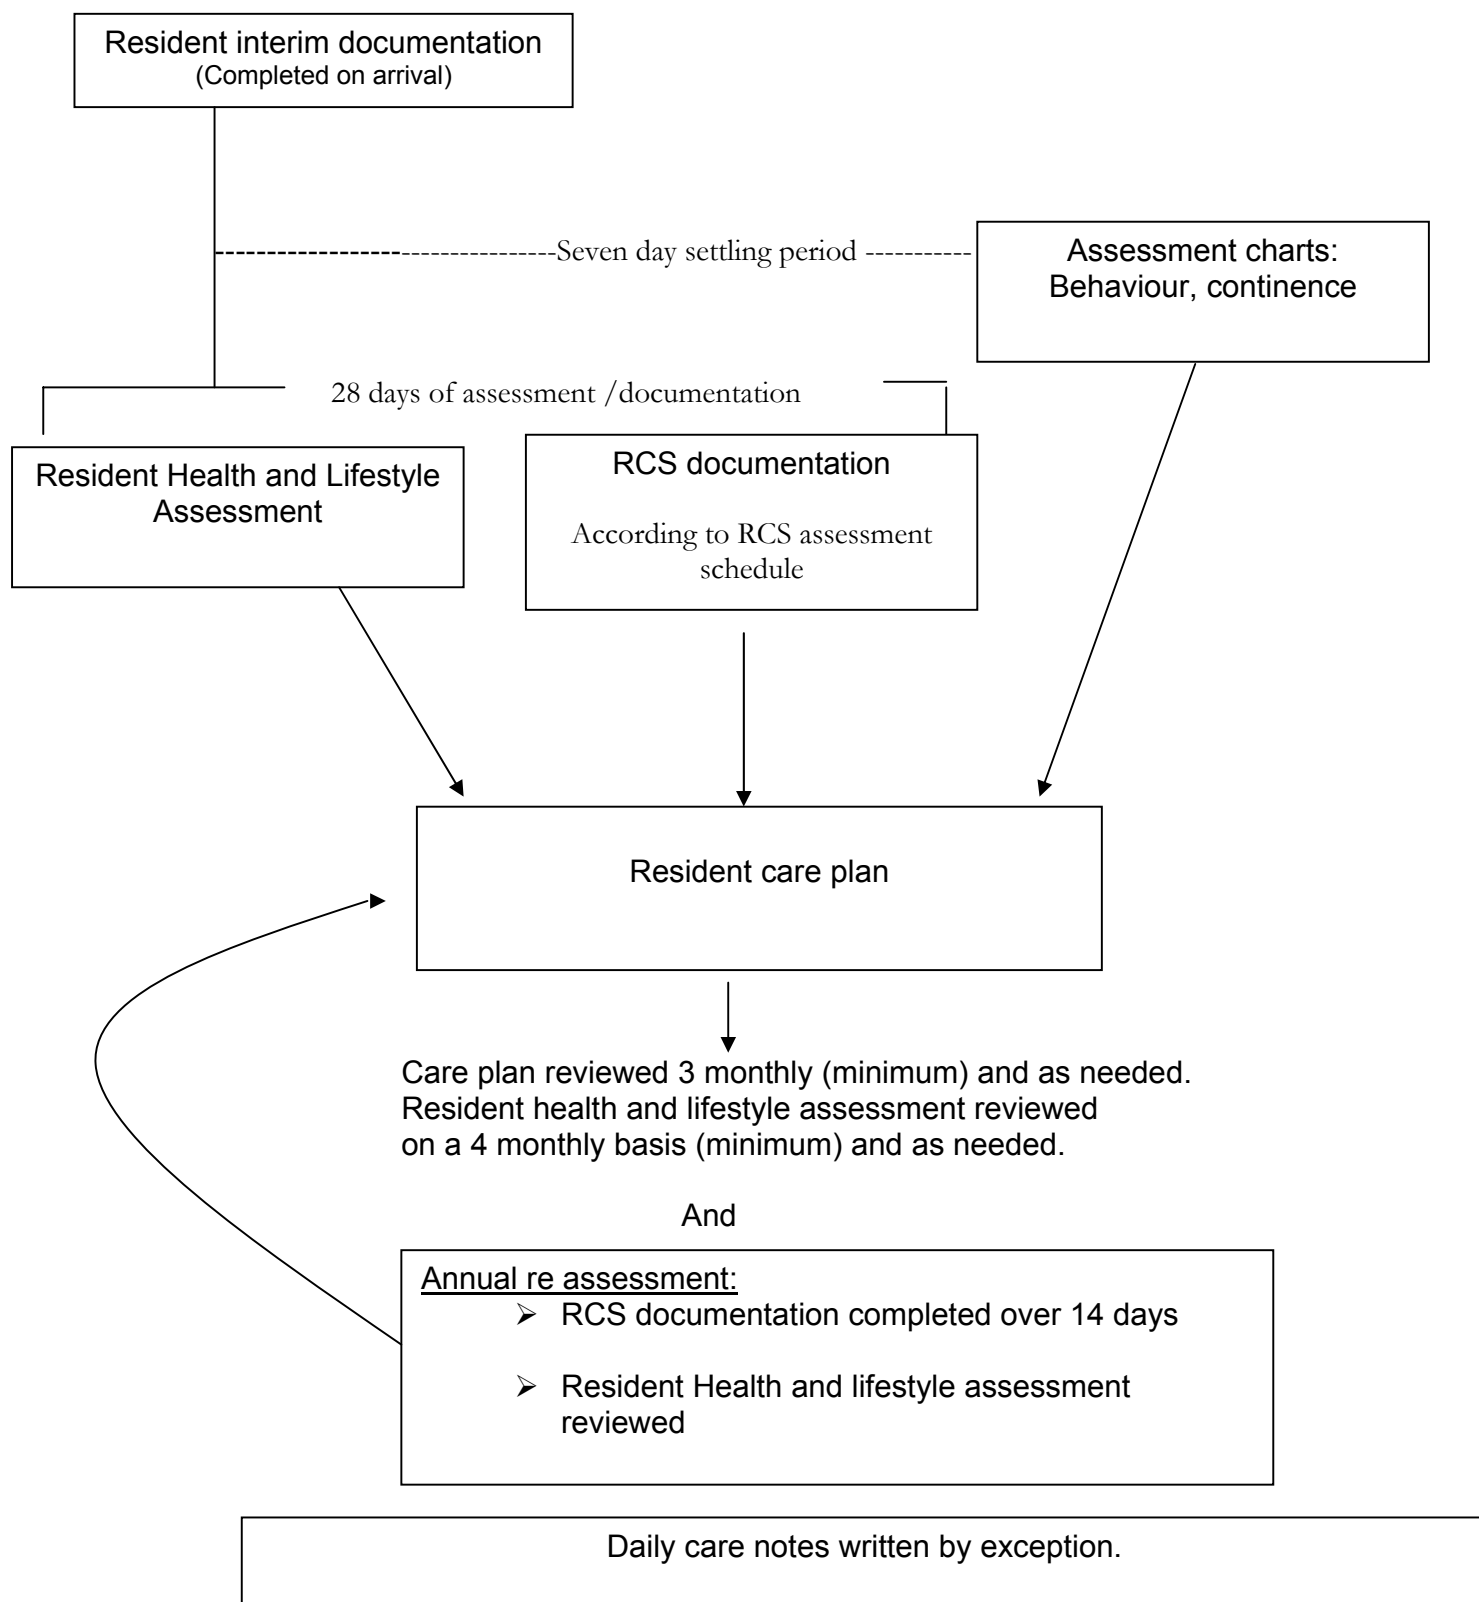 Resident interim documentation
(Completed on arrival)
Seven day settling period
Assessment charts:
Behaviour, continence
28 days of assessment /documentation
Resident Health and Lifestyle
Assessment
RCS documentation
According to RCS assessment
schedule
Resident care plan
Care plan reviewed 3 monthly (minimum) and as needed.
Resident health and lifestyle assessment reviewed
on a 4 monthly basis (minimum) and as needed.
And
Annual re assessment:
➢ RCS documentation completed over 14 days
➢ Resident Health and lifestyle assessment
reviewed
Daily care notes written by exception.